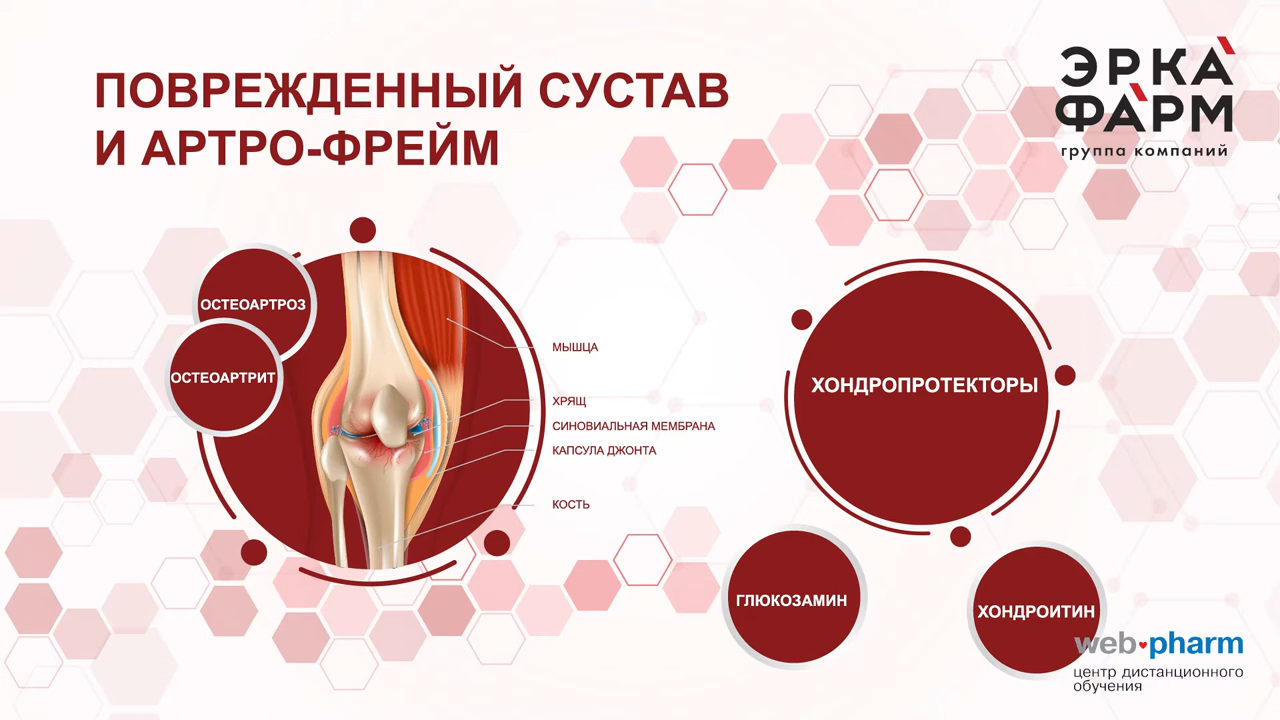 ПОВРЕЖДЕННЫЙ СУСТАВ
И АРТРО-ФРЕЙМ
ЭРКА
ФАРМ
группа компаний
ОСТЕОАРТРОЗ
ОСТЕОАРТРИТ
МЫШЦА
ХРЯЩ
СИНОВИАЛЬНАЯ МЕМБРАНА
КАПСУЛА ДЖОНТА
КОСТЬ
ХОНДРОПРОТЕКТОРЫ
ГЛЮКОЗАМИН
ХОНДРОИТИН
web pharm
центр дистанционного
обучения